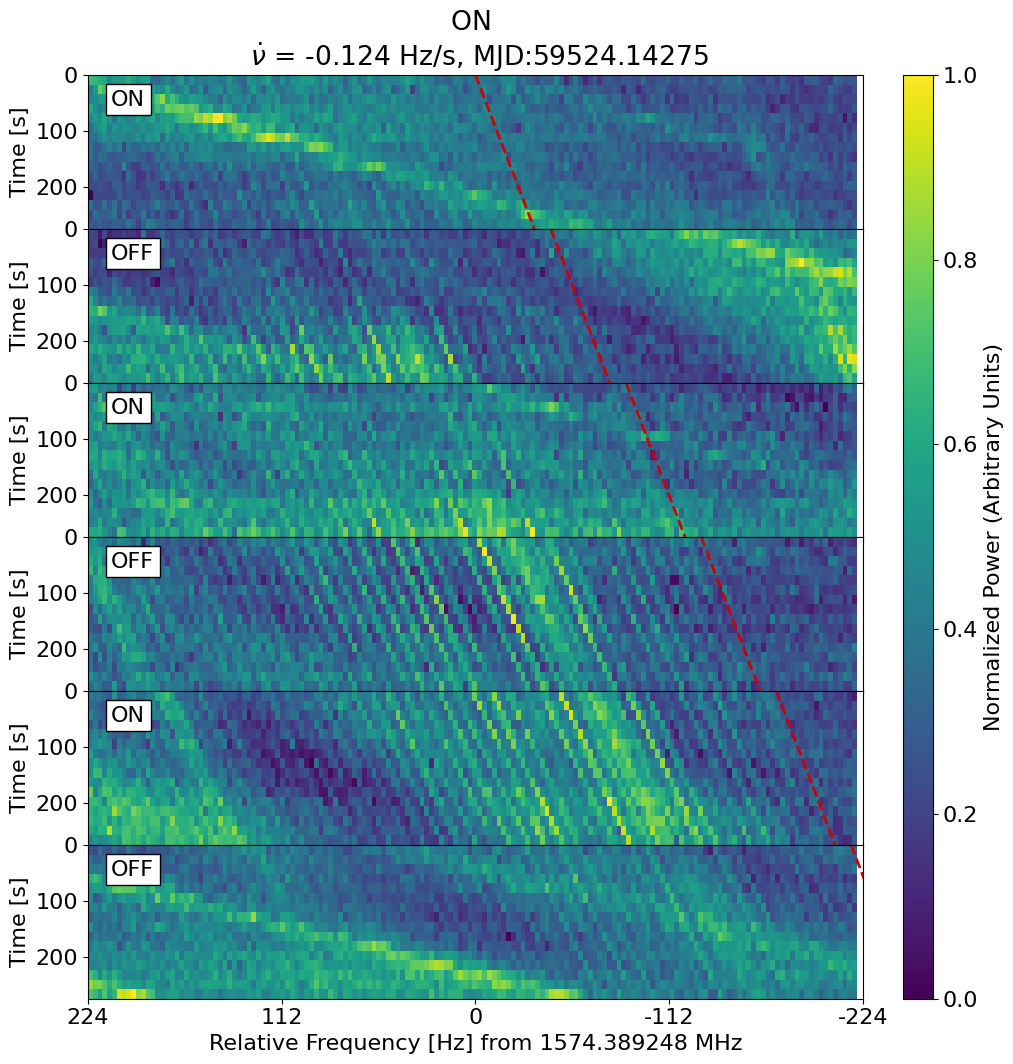 ON
ν̇ = -0.124 Hz/s, MJD:59524.14275
0
ON
100
Time [s]
200
0
OFF
100
Time [s]
200
0
ON
100
Time [s]
200
0
OFF
100
Time [s]
200
0
ON
100
Time [s]
200
0
OFF
100
Time [s]
200
224 112 0 -112 -224
Relative Frequency [Hz] from 1574.389248 MHz
1.0
0.8
0.6
0.4
0.2
0.0
Normalized Power (Arbitrary Units)